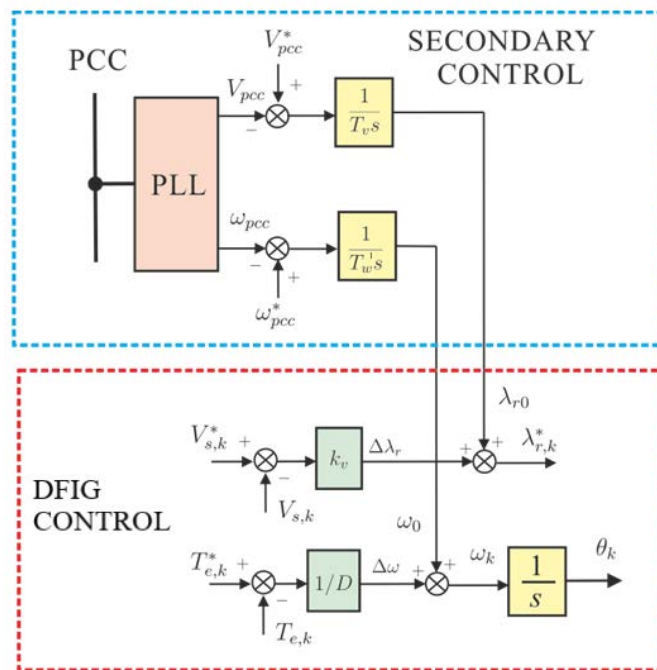 SECONDARY
CONTROL
PCC
V*pcc
+
Vpcc
−
1
Tvs
PLL
ωpcc
−
+
1
Tw's
ω*pcc
λr0
DFIG
CONTROL
V*s,k
+
−
kv
Δλr
+
+
λ*r,k
Vs,k
ω0
T*e,k
+
−
1/D
Δω
+
+
ωk
1
s
θk
Te,k